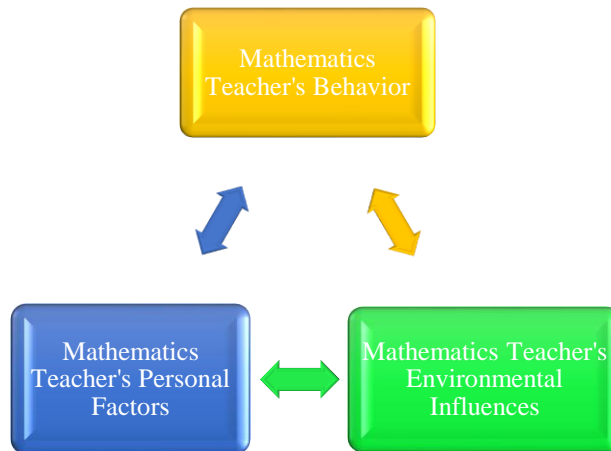 Mathematics
Teacher's Behavior
Mathematics
Teacher's Personal
Factors
Mathematics Teacher's
Environmental
Influences